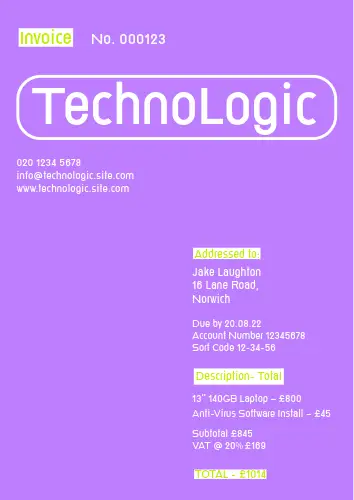 Invoice No. 000123
TechnoLogic
020 1234 5678
info@technologic.site.com
www.technologic.site.com
Addressed to:
Jake Laughton
16 Lane Road,
Norwich
Due by 20.08.22
Account Number 12345678
Sort Code 12-34-56
Description- Total
13" 140GB Laptop – £800
Anti-Virus Software Install – £45
Subtotal £845
VAT @ 20% £169
TOTAL - £1014